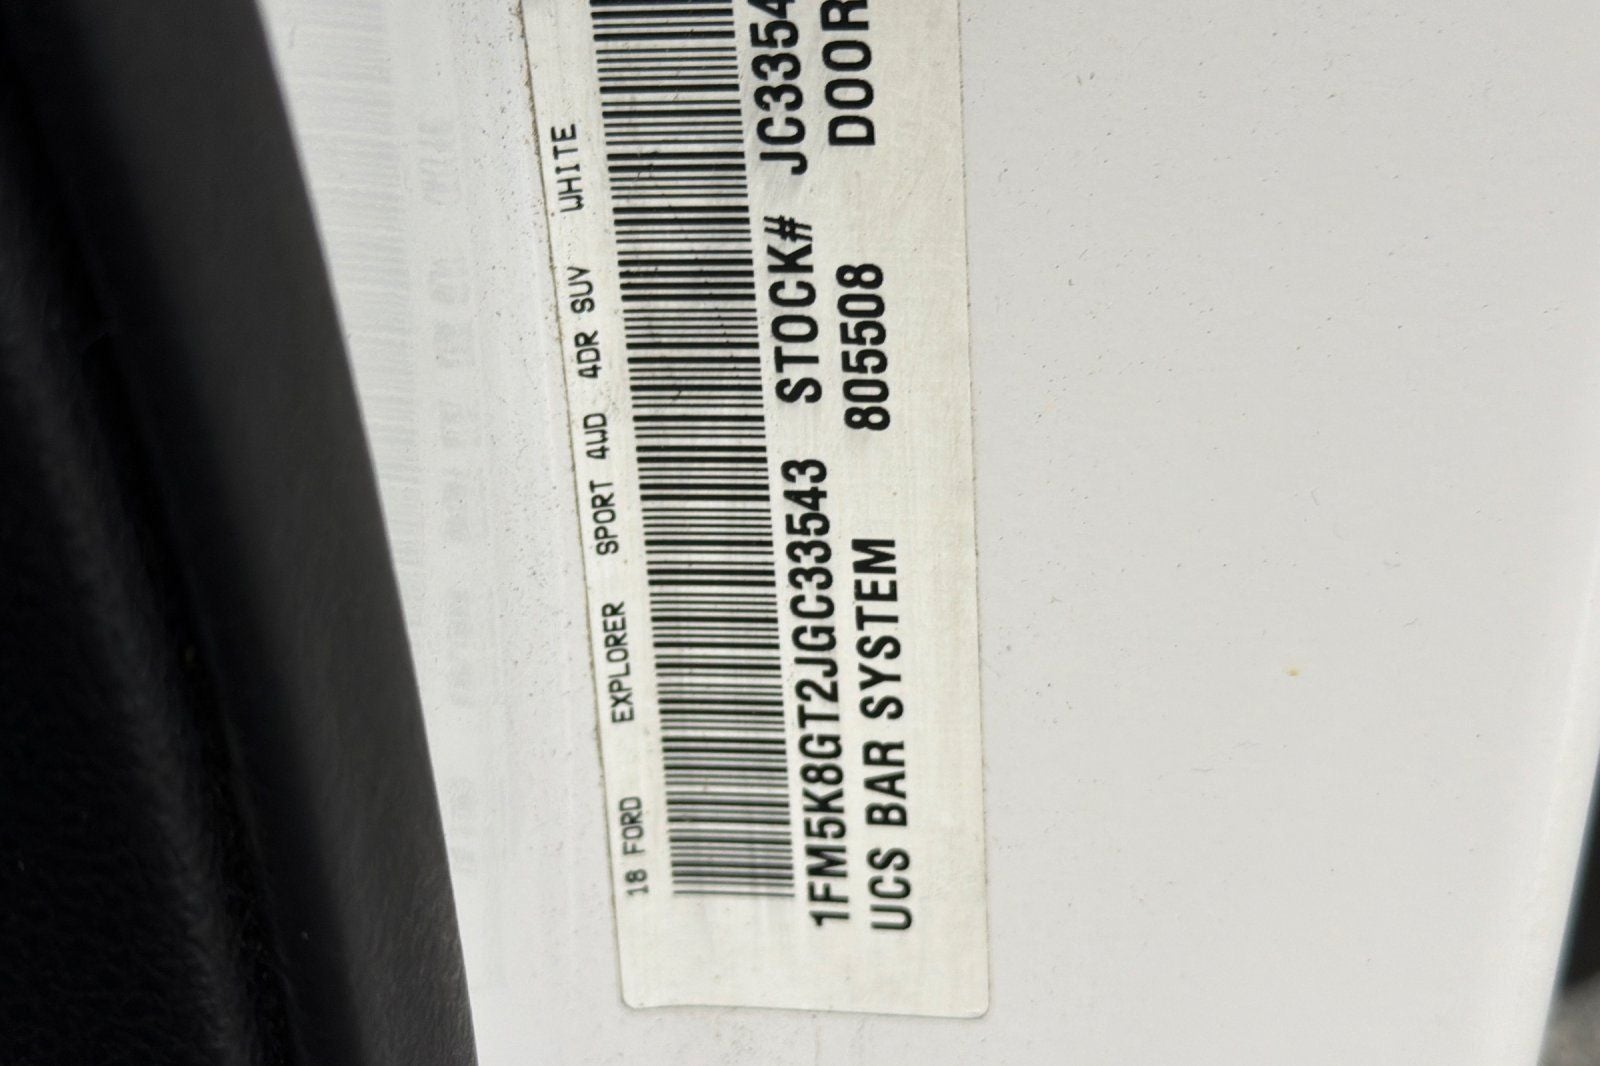 18 FORD EXPLORER SPORT 4WD 4DR SUV WHITE
1FM5K8GT2JGC33543 STOCK# JC3354
UCS BAR SYSTEM 805508 DOOR